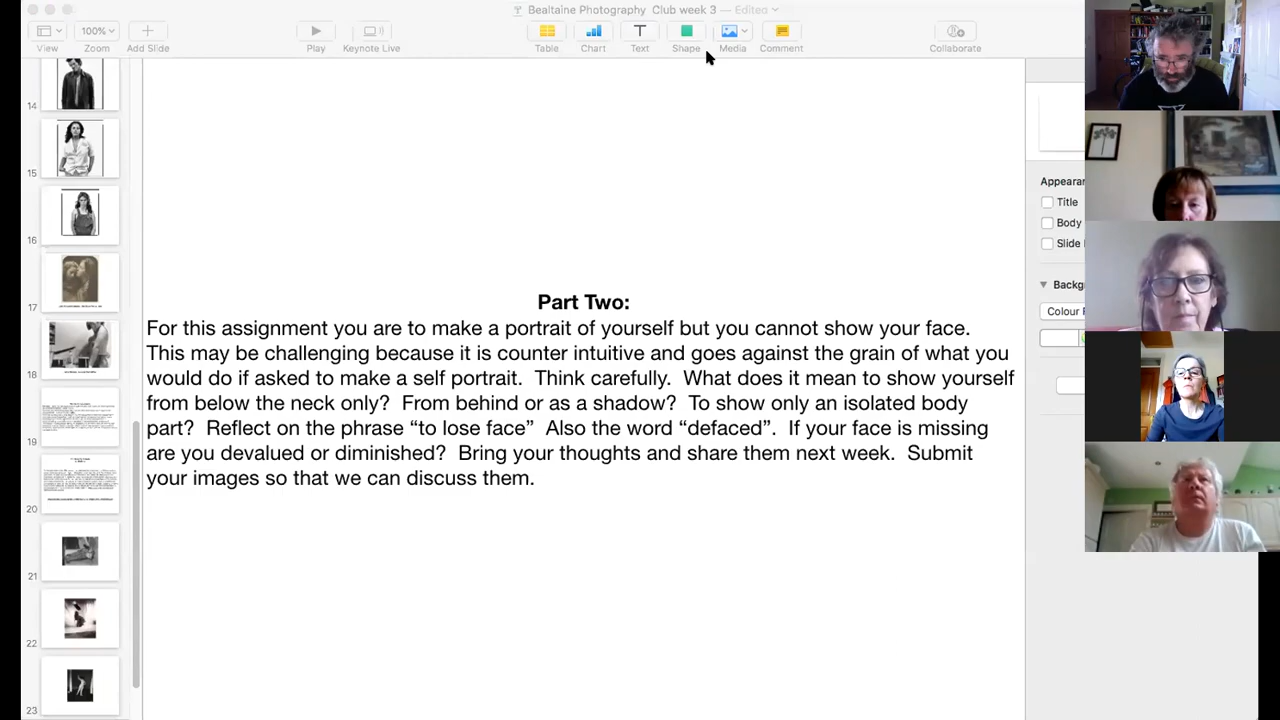 Bealtaine Photography Club week 3 — Edited
100%
View
Zoom
Add Slide
Play
Keynote Live
Table
Chart
Text
Shape
Media
Comment
Collaborate
14
15
16
17
18
19
20
21
22
23
Part Two:
For this assignment you are to make a portrait of yourself but you cannot show your face.
This may be challenging because it is counter intuitive and goes against the grain of what you
would do if asked to make a self portrait. Think carefully. What does it mean to show yourself
from below the neck only? From behind or as a shadow? To show only an isolated body
part? Reflect on the phrase “to lose face” Also the word “defaced”. If your face is missing
are you devalued or diminished? Bring your thoughts and share them next week. Submit
your images so that we can discuss them.
Appearan
Title
Body
Slide
Backg
Colour F